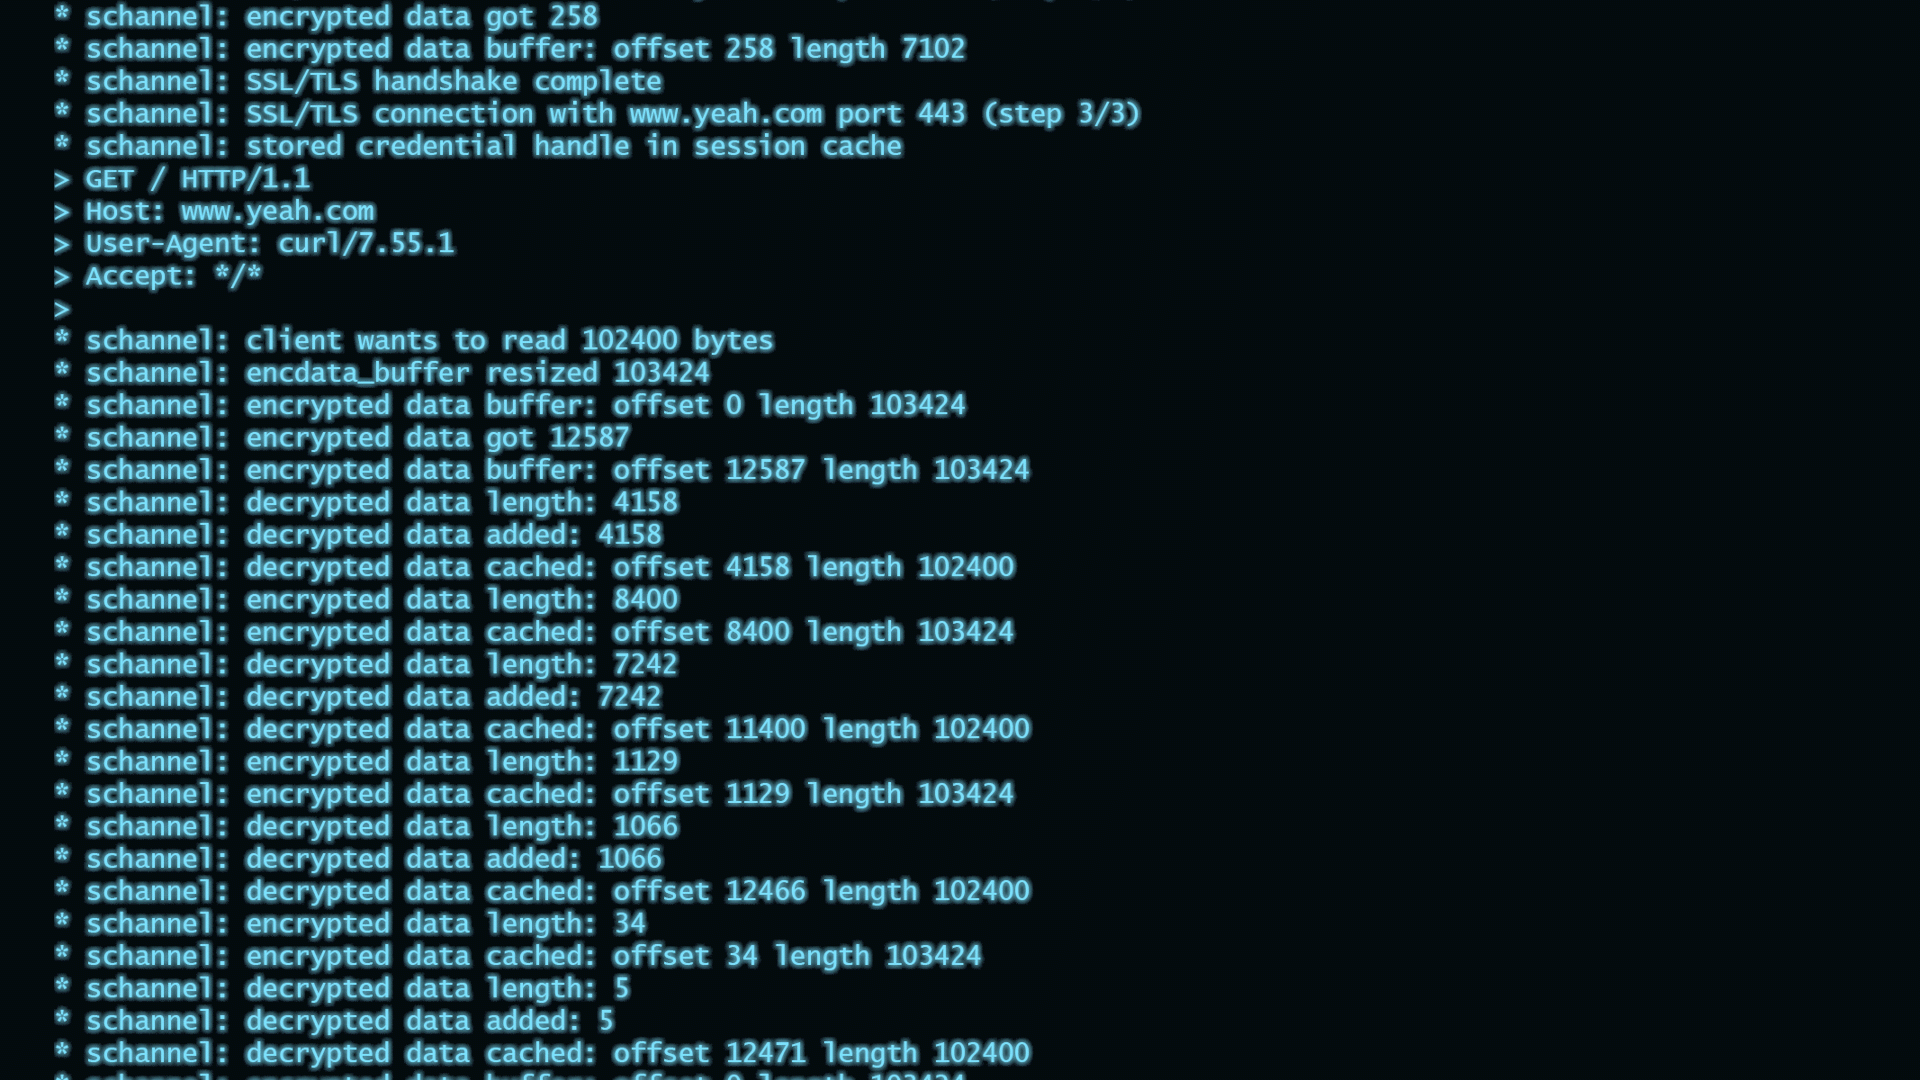 * schannel: encrypted data got 258
* schannel: encrypted data buffer: offset 258 length 7102
* schannel: SSL/TLS handshake complete
* schannel: SSL/TLS connection with www.yeah.com port 443 (step 3/3)
* schannel: stored credential handle in session cache
> GET / HTTP/1.1
> Host: www.yeah.com
> User-Agent: curl/7.55.1
> Accept: */*
>
* schannel: client wants to read 102400 bytes
* schannel: encdata_buffer resized 103424
* schannel: encrypted data buffer: offset 0 length 103424
* schannel: encrypted data got 12587
* schannel: encrypted data buffer: offset 12587 length 103424
* schannel: decrypted data length: 4158
* schannel: decrypted data added: 4158
* schannel: decrypted data cached: offset 4158 length 102400
* schannel: encrypted data length: 8400
* schannel: encrypted data cached: offset 8400 length 103424
* schannel: decrypted data length: 7242
* schannel: decrypted data added: 7242
* schannel: decrypted data cached: offset 11400 length 102400
* schannel: encrypted data length: 1129
* schannel: encrypted data cached: offset 1129 length 103424
* schannel: decrypted data length: 1066
* schannel: decrypted data added: 1066
* schannel: decrypted data cached: offset 12466 length 102400
* schannel: encrypted data length: 34
* schannel: encrypted data cached: offset 34 length 103424
* schannel: decrypted data length: 5
* schannel: decrypted data added: 5
* schannel: decrypted data cached: offset 12471 length 102400
* schannel: encrypted data buffer: offset 0 length 103424